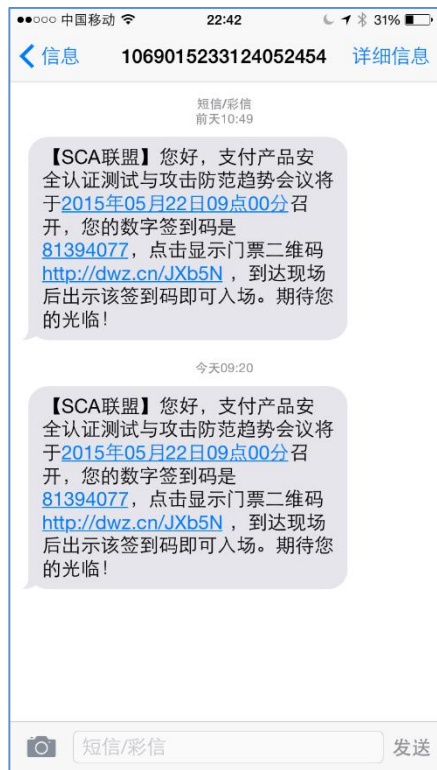 中国移动 22:42 31%
信息 1069015233124052454 详细信息
短信/彩信
前天10:49
【SCA联盟】您好，支付产品安
全认证测试与攻击防范趋势会议将
于2015年05月22日09点00分召
开，您的数字签到码是
81394077，点击显示门票二维码
http://dwz.cn/JXb5N ，到达现场
后出示该签到码即可入场。期待您
的光临！
今天09:20
【SCA联盟】您好，支付产品安
全认证测试与攻击防范趋势会议将
于2015年05月22日09点00分召
开，您的数字签到码是
81394077，点击显示门票二维码
http://dwz.cn/JXb5N ，到达现场
后出示该签到码即可入场。期待您
的光临！
短信/彩信 发送